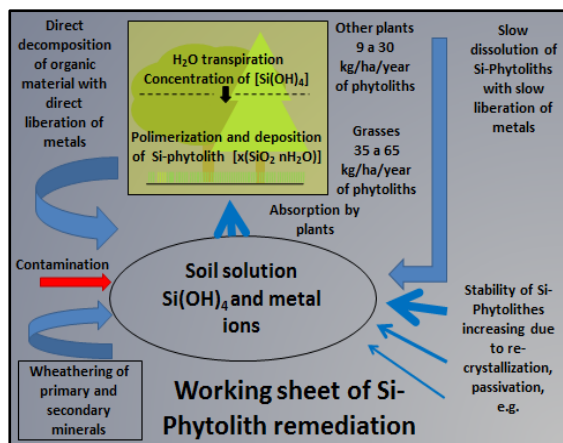 Direct
decomposition
of organic
material with
direct
liberation of
metals
H₂O transpiration
Concentration of [Si(OH)₄]
Polimerization and deposition
of Si-phytolith [x(SiO₂ nH₂O)]
Other plants
9 a 30
kg/ha/year
of phytoliths
Grasses
35 a 65
kg/ha/year
of phytoliths
Slow
dissolution of
Si-Phytoliths
with slow
liberation of
metals
Absorption by
plants
Contamination
Soil solution
Si(OH)₄ and metal
ions
Stability of Si-
Phytolithes
increasing due
to re-
crystallization,
passivation,
e.g.
Wheathering of
primary and
secondary
minerals
Working sheet of Si-
Phytolith remediation